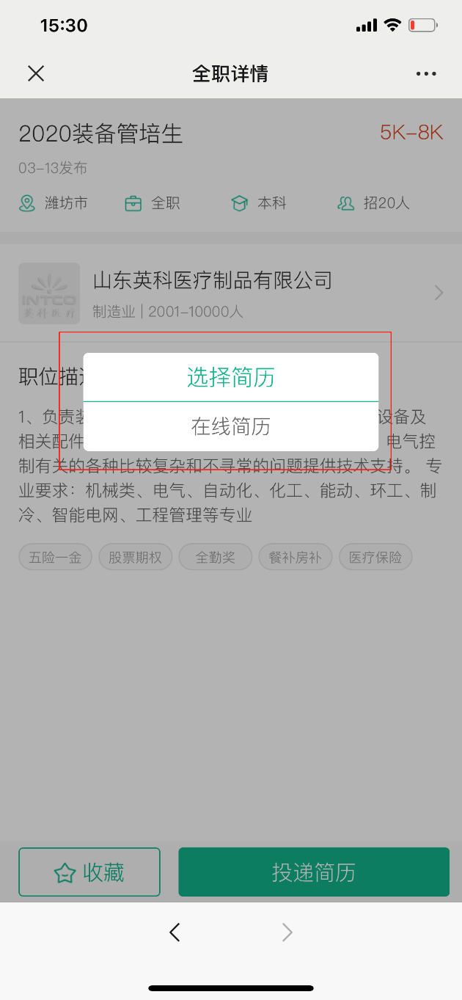 15:30
全职详情
2020装备管培生
5K-8K
03-13发布
潍坊市
全职
本科
招20人
INTCO
英科医疗
山东英科医疗制品有限公司
制造业 | 2001-10000人
职位描
选择简历
在线简历
1、负责装 设备及
相关配件 电气控
制有关的各种比较复杂和不寻常的问题提供技术支持。 专
业要求：机械类、电气、自动化、化工、能动、环工、制
冷、智能电网、工程管理等专业
五险一金
股票期权
全勤奖
餐补房补
医疗保险
收藏
投递简历